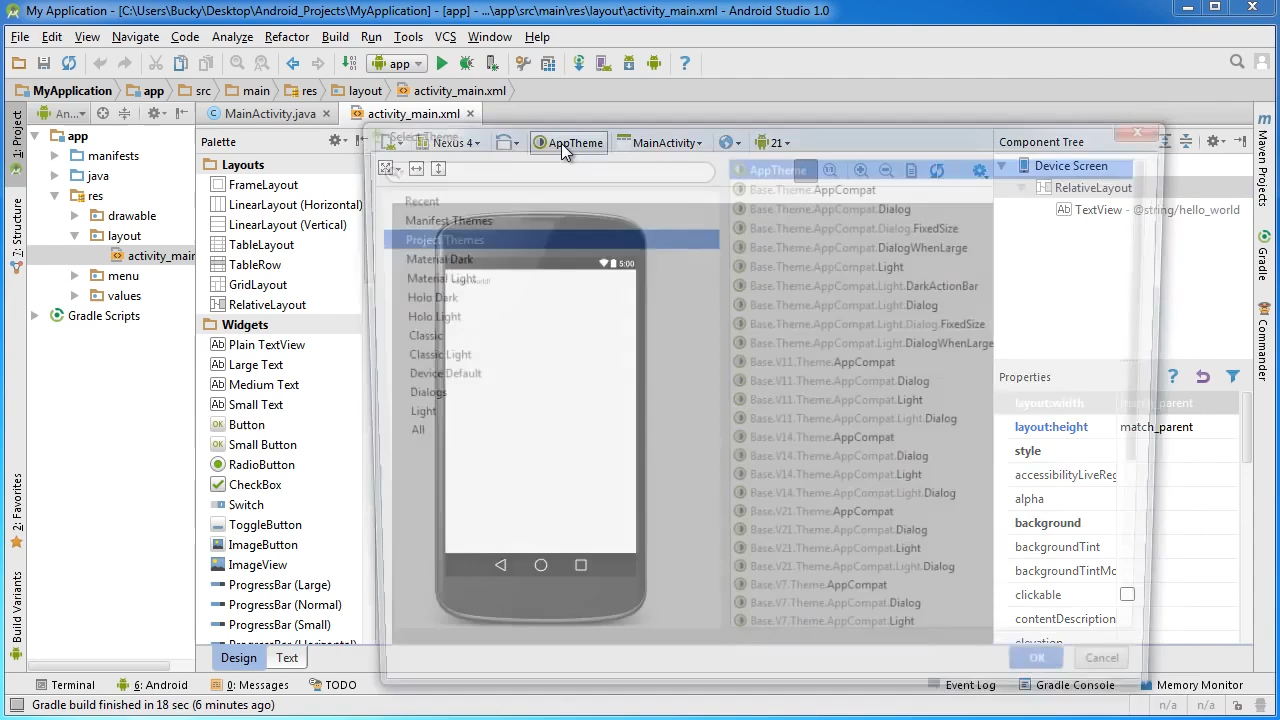 My Application - [C:\Users\Bucky\Desktop\Android_Projects\MyApplication] - [app] - ...\app\src\main\res\layout\activity_main.xml - Android Studio 1.0
File Edit View Navigate Code Analyze Refactor Build Run Tools VCS Window Help
app
MyApplication app src main res layout activity_main.xml
An... MainActivity.java activity_main.xml
1: Project
7: Structure
2: Favorites
Build Variants
app
manifests
java
res
drawable
layout
activity_main
menu
values
Gradle Scripts
Palette
Layouts
FrameLayout
LinearLayout (Horizontal)
LinearLayout (Vertical)
TableLayout
TableRow
GridLayout
RelativeLayout
Widgets
Plain TextView
Large Text
Medium Text
Small Text
Button
Small Button
RadioButton
CheckBox
Switch
ToggleButton
ImageButton
ImageView
ProgressBar (Large)
ProgressBar (Normal)
ProgressBar (Small)
ProgressBar (Horizontal)
Design Text
Select Theme
Nexus 4 AppTheme MainActivity 21
Recent
Manifest Themes
Project Themes
Material Dark
Material Light
Holo Dark
Holo Light
Classic
Classic Light
Device Default
Dialogs
Light
All
5:00
AppTheme
Base.Theme.AppCompat
Base.Theme.AppCompat.Dialog
Base.Theme.AppCompat.Dialog.FixedSize
Base.Theme.AppCompat.DialogWhenLarge
Base.Theme.AppCompat.Light
Base.Theme.AppCompat.Light.DarkActionBar
Base.Theme.AppCompat.Light.Dialog
Base.Theme.AppCompat.Light.Dialog.FixedSize
Base.Theme.AppCompat.Light.DialogWhenLarge
Base.V11.Theme.AppCompat
Base.V11.Theme.AppCompat.Dialog
Base.V11.Theme.AppCompat.Light
Base.V11.Theme.AppCompat.Light.Dialog
Base.V14.Theme.AppCompat
Base.V14.Theme.AppCompat.Dialog
Base.V14.Theme.AppCompat.Light
Base.V14.Theme.AppCompat.Light.Dialog
Base.V21.Theme.AppCompat
Base.V21.Theme.AppCompat.Dialog
Base.V21.Theme.AppCompat.Light
Base.V21.Theme.AppCompat.Light.Dialog
Base.V7.Theme.AppCompat
Base.V7.Theme.AppCompat.Dialog
Base.V7.Theme.AppCompat.Light
OK Cancel
Component Tree
Device Screen
RelativeLayout
TextView - @string/hello_world
Properties
layout:width match_parent
layout:height match_parent
style
accessibilityLiveReg
alpha
background
backgroundTint
backgroundTintMo
clickable
contentDescription
elevation
Maven Projects
Gradle
Commander
Terminal 6: Android 0: Messages TODO Event Log Gradle Console Memory Monitor
Gradle build finished in 18 sec (6 minutes ago) n/a n/a